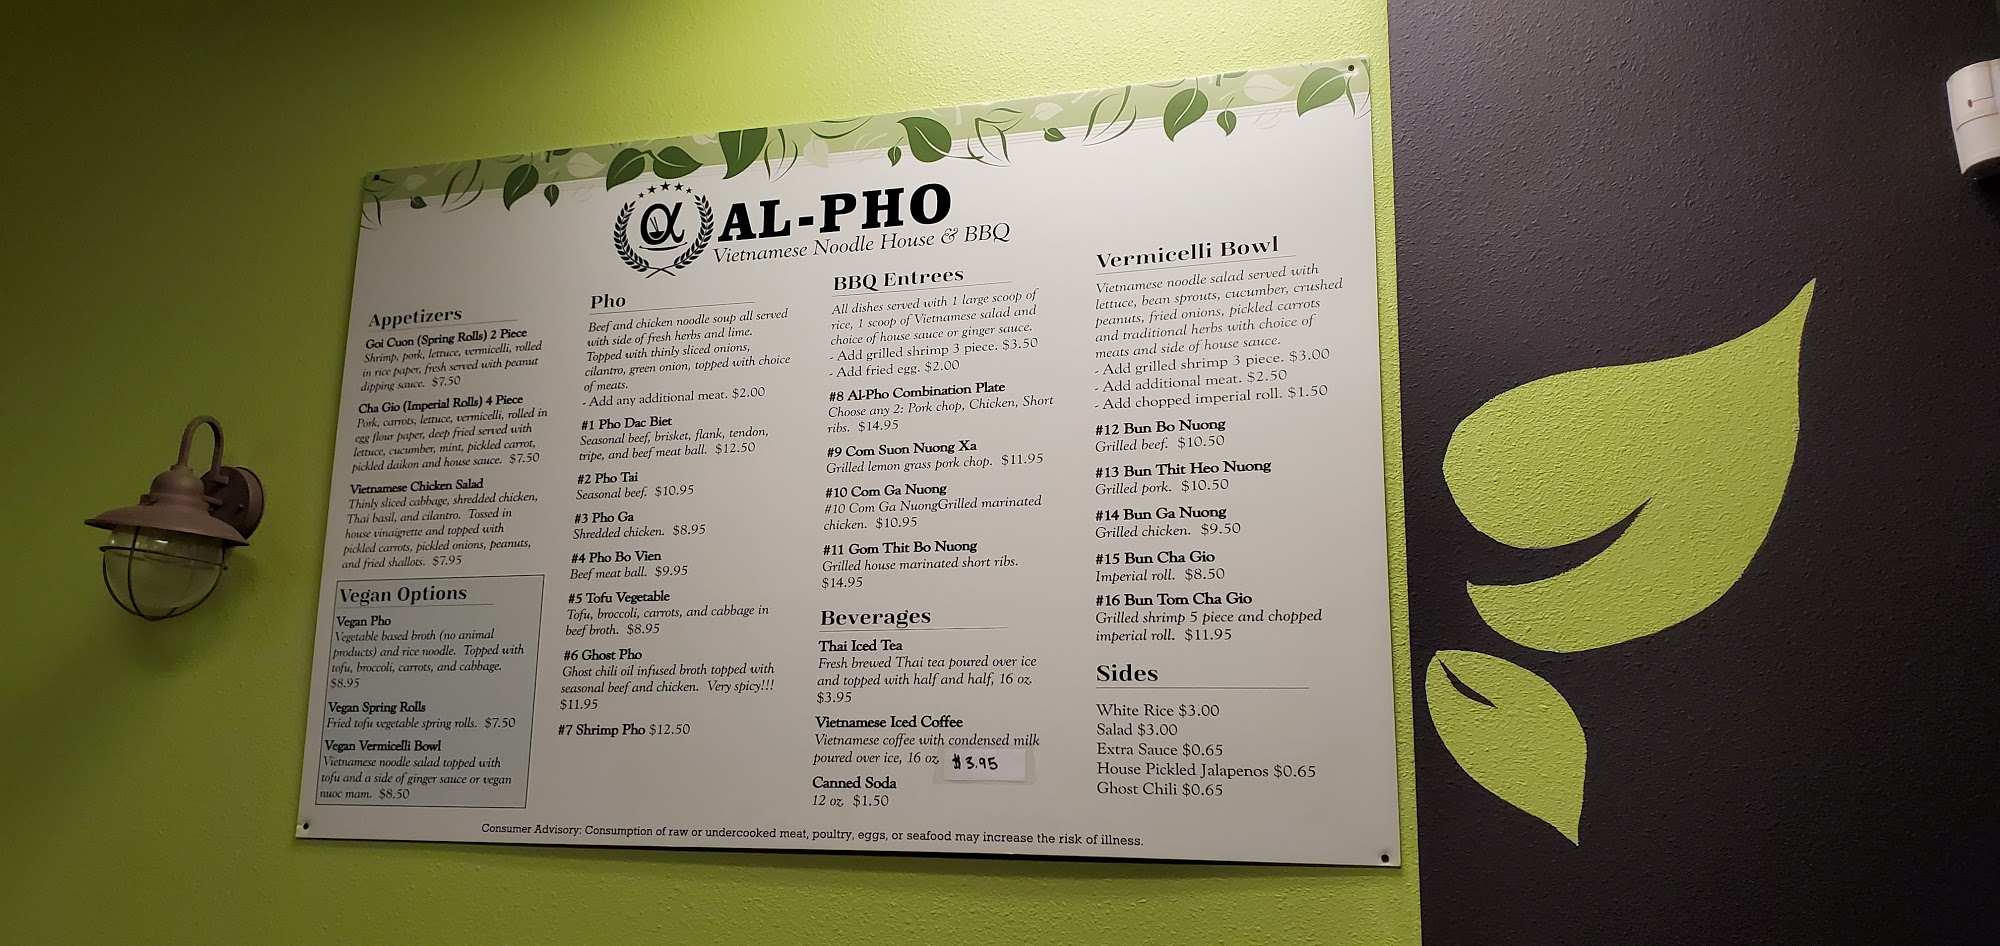 α AL-PHO
Vietnamese Noodle House & BBQ
Appetizers
Goi Cuon (Spring Rolls) 2 Piece
Shrimp, pork, lettuce, vermicelli, rolled
in rice paper, fresh served with peanut
dipping sauce. $7.50
Cha Gio (Imperial Rolls) 4 Piece
Pork, carrots, lettuce, vermicelli, rolled in
egg flour paper, deep fried served with
lettuce, cucumber, mint, pickled carrot,
pickled daikon and house sauce. $7.50
Vietnamese Chicken Salad
Thinly sliced cabbage, shredded chicken,
Thai basil, and cilantro. Tossed in
house vinaigrette and topped with
pickled carrots, pickled onions, peanuts,
and fried shallots. $7.95
Vegan Options
Vegan Pho
Vegetable based broth (no animal
products) and rice noodle. Topped with
tofu, broccoli, carrots, and cabbage.
$8.95
Vegan Spring Rolls
Fried tofu vegetable spring rolls. $7.50
Vegan Vermicelli Bowl
Vietnamese noodle salad topped with
tofu and a side of ginger sauce or vegan
nuoc mam. $8.50
Pho
Beef and chicken noodle soup all served
with side of fresh herbs and lime.
Topped with thinly sliced onions,
cilantro, green onion, topped with choice
of meats.
- Add any additional meat. $2.00
#1 Pho Dac Biet
Seasonal beef, brisket, flank, tendon,
tripe, and beef meat ball. $12.50
#2 Pho Tai
Seasonal beef. $10.95
#3 Pho Ga
Shredded chicken. $8.95
#4 Pho Bo Vien
Beef meat ball. $9.95
#5 Tofu Vegetable
Tofu, broccoli, carrots, and cabbage in
beef broth. $8.95
#6 Ghost Pho
Ghost chili oil infused broth topped with
seasonal beef and chicken. Very spicy!!!
$11.95
#7 Shrimp Pho $12.50
BBQ Entrees
All dishes served with 1 large scoop of
rice, 1 scoop of Vietnamese salad and
choice of house sauce or ginger sauce.
- Add grilled shrimp 3 piece. $3.50
- Add fried egg. $2.00
#8 Al-Pho Combination Plate
Choose any 2: Pork chop, Chicken, Short
ribs. $14.95
#9 Com Suon Nuong Xa
Grilled lemon grass pork chop. $11.95
#10 Com Ga Nuong
#10 Com Ga NuongGrilled marinated
chicken. $10.95
#11 Gom Thit Bo Nuong
Grilled house marinated short ribs.
$14.95
Beverages
Thai Iced Tea
Fresh brewed Thai tea poured over ice
and topped with half and half, 16 oz.
$3.95
Vietnamese Iced Coffee
Vietnamese coffee with condensed milk
poured over ice, 16 oz. $3.95
Canned Soda
12 oz. $1.50
Vermicelli Bowl
Vietnamese noodle salad served with
lettuce, bean sprouts, cucumber, crushed
peanuts, fried onions, pickled carrots
and traditional herbs with choice of
meats and side of house sauce.
- Add grilled shrimp 3 piece. $3.00
- Add additional meat. $2.50
- Add chopped imperial roll. $1.50
#12 Bun Bo Nuong
Grilled beef. $10.50
#13 Bun Thit Heo Nuong
Grilled pork. $10.50
#14 Bun Ga Nuong
Grilled chicken. $9.50
#15 Bun Cha Gio
Imperial roll. $8.50
#16 Bun Tom Cha Gio
Grilled shrimp 5 piece and chopped
imperial roll. $11.95
Sides
White Rice $3.00
Salad $3.00
Extra Sauce $0.65
House Pickled Jalapenos $0.65
Ghost Chili $0.65
Consumer Advisory: Consumption of raw or undercooked meat, poultry, eggs, or seafood may increase the risk of illness.